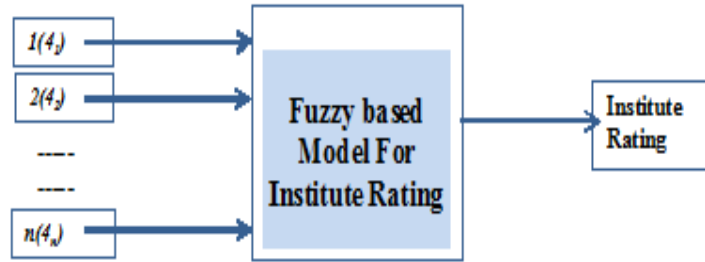 1(4₁)
2(4₂)
-----
-----
n(4ₙ)
Fuzzy based
Model For
Institute Rating
Institute
Rating